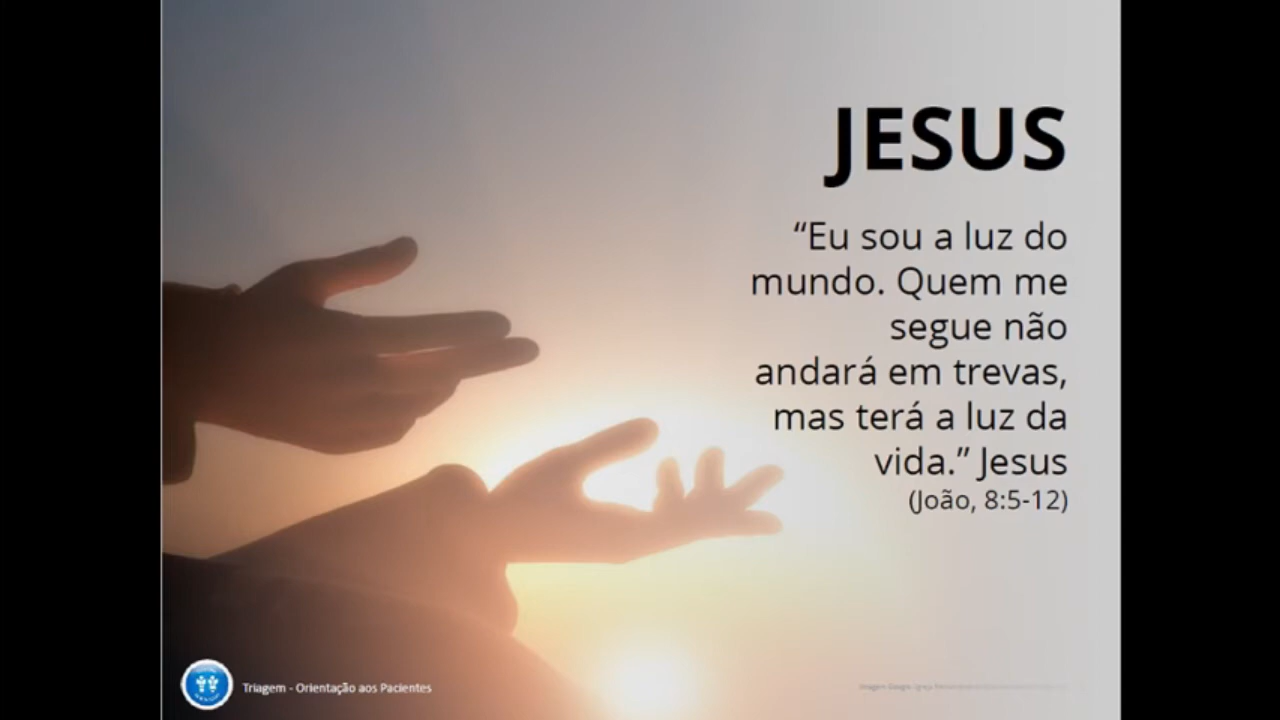 JESUS
“Eu sou a luz do
mundo. Quem me
segue não
andará em trevas,
mas terá a luz da
vida.” Jesus
(João, 8:5-12)
Triagem - Orientação aos Pacientes